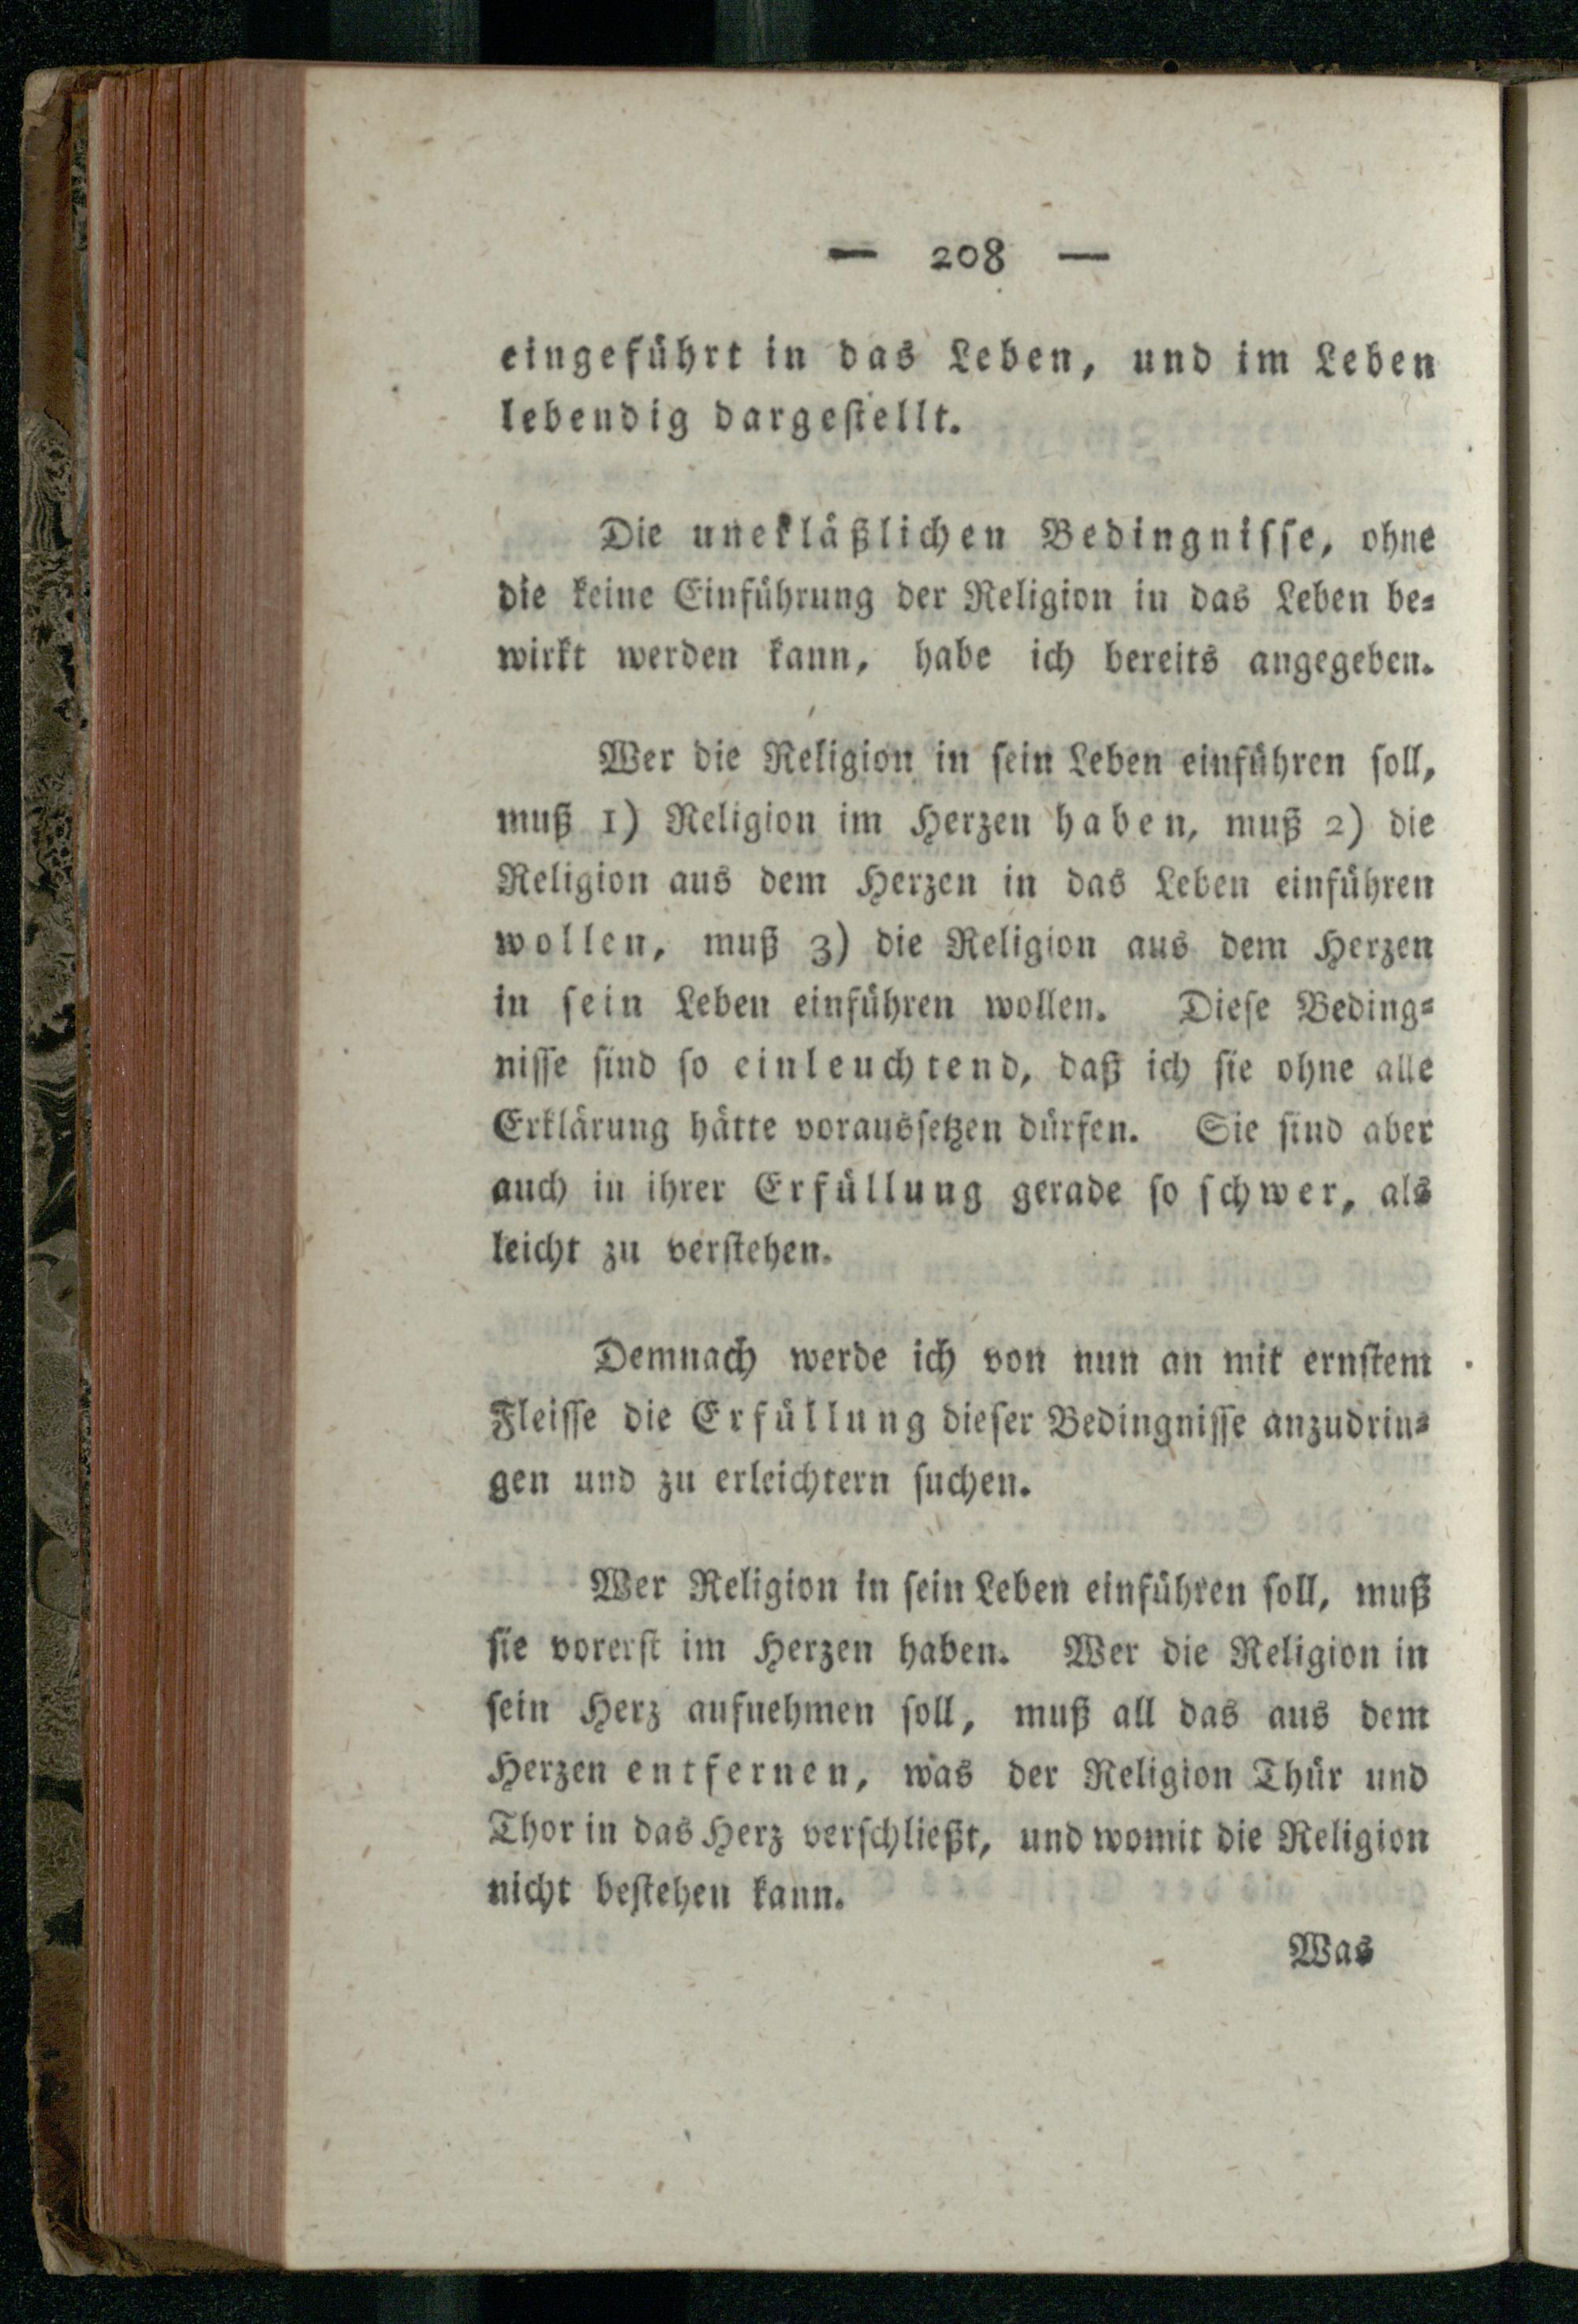 — 208 —
eingeführt in das Leben, und im Leben
lebendig dargestellt.
Die unekläßlichen Bedingnisse, ohne
die keine Einführung der Religion in das Leben be-
wirkt werden kann, habe ich bereits angegeben.
Wer die Religion in sein Leben einführen soll,
muß 1) Religion im Herzen haben, muß 2) die
Religion aus dem Herzen in das Leben einführen
wollen, muß 3) die Religion aus dem Herzen
in sein Leben einführen wollen. Diese Beding-
nisse sind so einleuchtend, daß ich sie ohne alle
Erklärung hätte voraussetzen dürfen. Sie sind aber
auch in ihrer Erfüllung gerade so schwer, als
leicht zu verstehen.
Demnach werde ich von nun an mit ernstem
Fleisse die Erfüllung dieser Bedingnisse anzudrin-
gen und zu erleichtern suchen.
Wer Religion in sein Leben einführen soll, muß
sie vorerst im Herzen haben. Wer die Religion in
sein Herz aufnehmen soll, muß all das aus dem
Herzen entfernen, was der Religion Thür und
Thor in das Herz verschließt, und womit die Religion
nicht bestehen kann.
Was